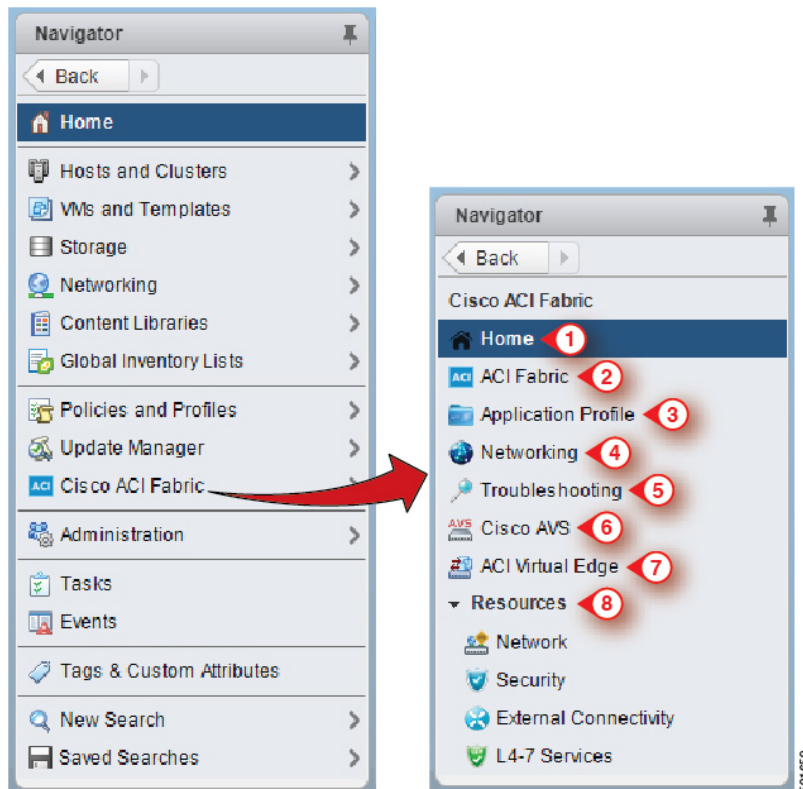 Navigator
Back
Home
Hosts and Clusters
VMs and Templates
Storage
Networking
Content Libraries
Global Inventory Lists
Policies and Profiles
Update Manager
ACI Cisco ACI Fabric
Administration
Tasks
Events
Tags & Custom Attributes
New Search
Saved Searches
Navigator
Back
Cisco ACI Fabric
Home 1
ACI ACI Fabric 2
Application Profile 3
Networking 4
Troubleshooting 5
AVS Cisco AVS 6
ACI Virtual Edge 7
Resources 8
Network
Security
External Connectivity
L4-7 Services